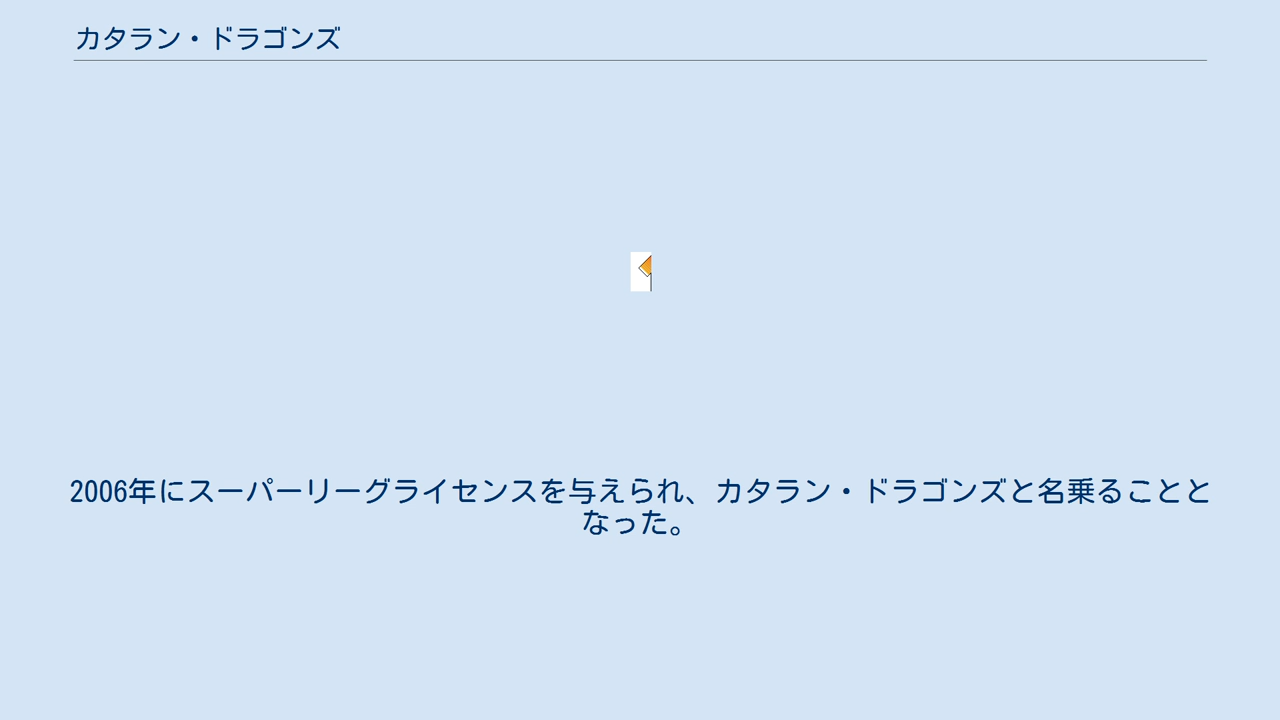 カタラン・ドラゴンズ
2006年にスーパーリーグライセンスを与えられ、カタラン・ドラゴンズと名乗ることと
なった。